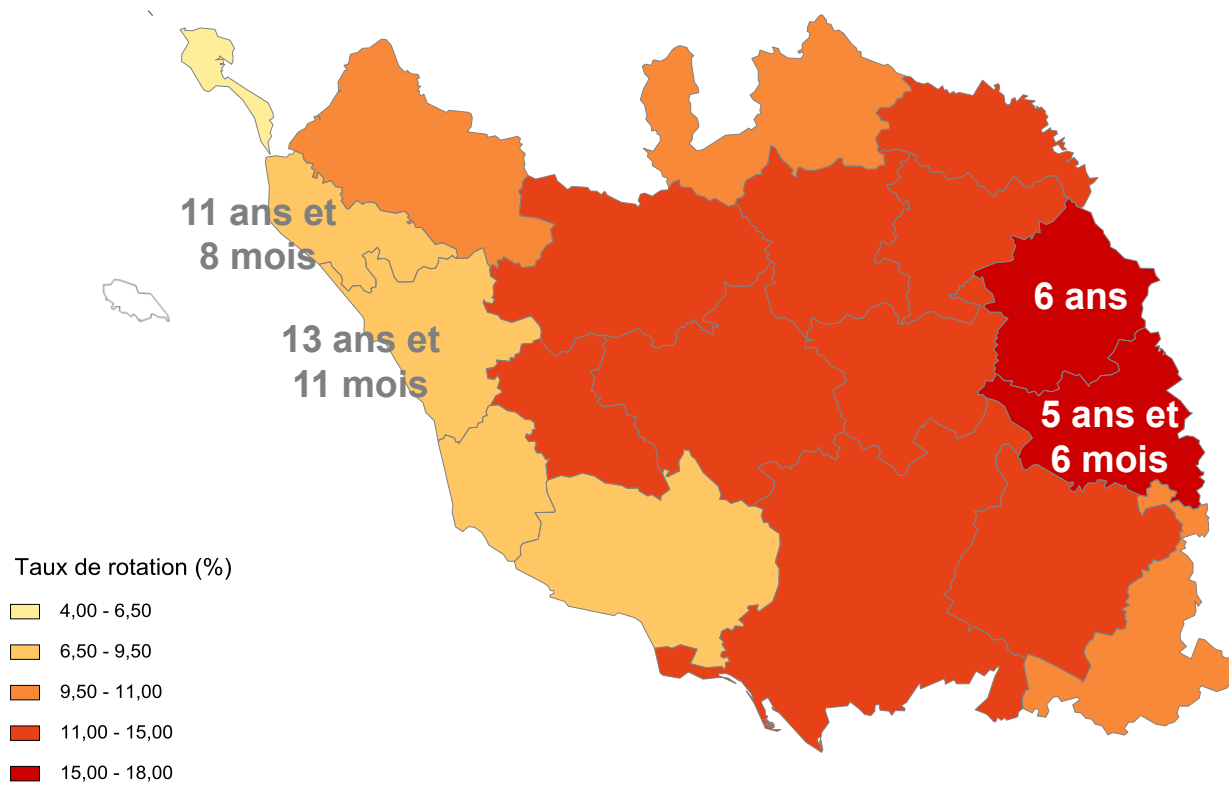 11 ans et
8 mois
6 ans
13 ans et
11 mois
5 ans et
6 mois
Taux de rotation (%)
4,00 - 6,50
6,50 - 9,50
9,50 - 11,00
11,00 - 15,00
15,00 - 18,00